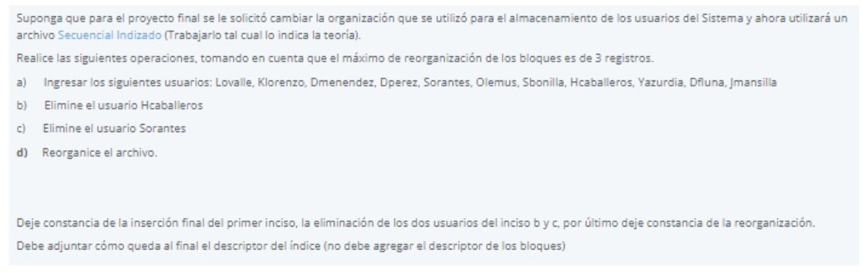 Suponga que para el proyecto final se le solicitó cambiar la organización que se utilizó para el almacenamiento de los usuarios del Sistema y ahora utilizará un
archivo Secuencial Indizado (Trabajarlo tal cual lo indica la teoría).
Realice las siguientes operaciones, tomando en cuenta que el máximo de reorganización de los bloques es de 3 registros.
a) Ingresar los siguientes usuarios: Lovalle, Klorenzo, Dmenendez, Dperez, Sorantes, Olemus, Sbonilla, Hcaballeros, Yazurdia, Dfluna, Jmansilla
b) Elimine el usuario Hcaballeros
c) Elimine el usuario Sorantes
d) Reorganice el archivo.
Deje constancia de la inserción final del primer inciso, la eliminación de los dos usuarios del inciso b y c, por último deje constancia de la reorganización.
Debe adjuntar cómo queda al final el descriptor del índice (no debe agregar el descriptor de los bloques)